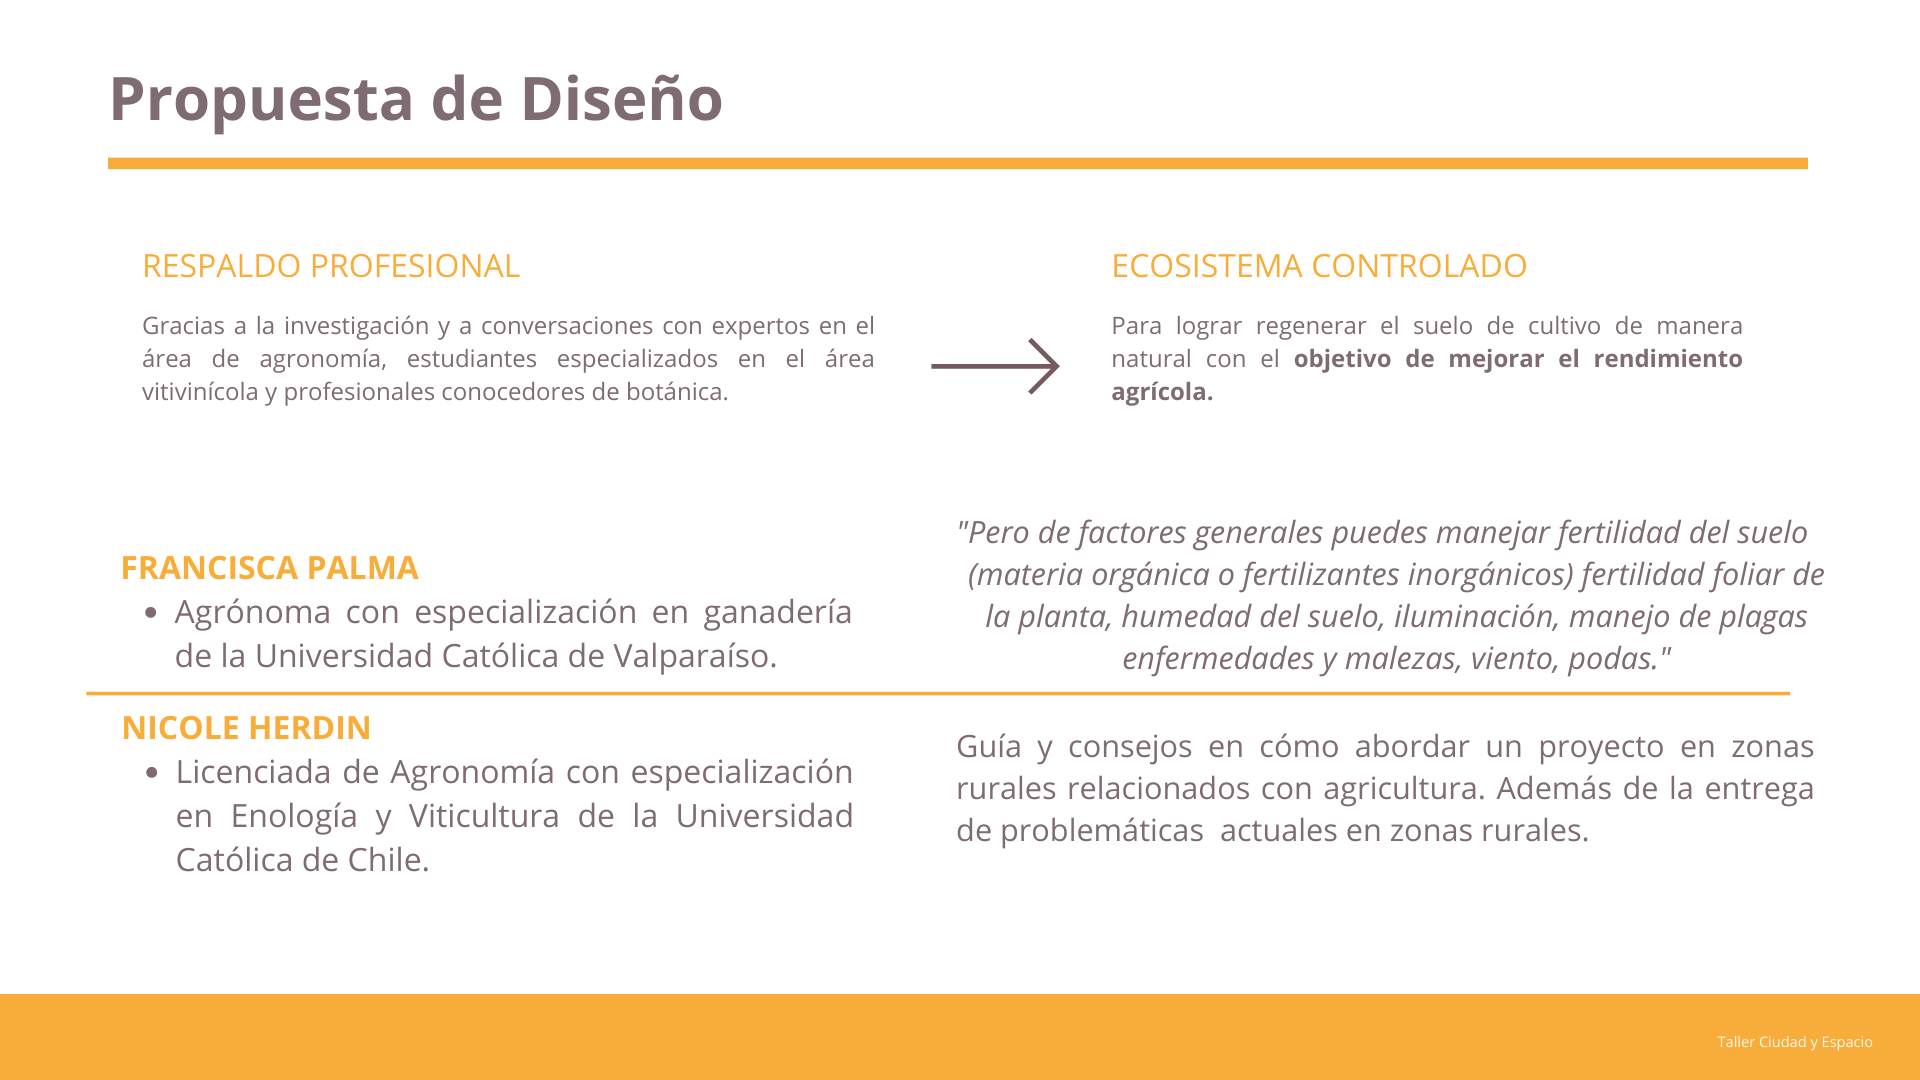 Propuesta de Diseño
RESPALDO PROFESIONAL
Gracias a la investigación y a conversaciones con expertos en el
área de agronomía, estudiantes especializados en el área
vitivinícola y profesionales conocedores de botánica.
ECOSISTEMA CONTROLADO
Para lograr regenerar el suelo de cultivo de manera
natural con el objetivo de mejorar el rendimiento
agrícola.
FRANCISCA PALMA
• Agrónoma con especialización en ganadería
de la Universidad Católica de Valparaíso.
"Pero de factores generales puedes manejar fertilidad del suelo
(materia orgánica o fertilizantes inorgánicos) fertilidad foliar de
la planta, humedad del suelo, iluminación, manejo de plagas
enfermedades y malezas, viento, podas."
NICOLE HERDIN
• Licenciada de Agronomía con especialización
en Enología y Viticultura de la Universidad
Católica de Chile.
Guía y consejos en cómo abordar un proyecto en zonas
rurales relacionados con agricultura. Además de la entrega
de problemáticas  actuales en zonas rurales.
Taller Ciudad y Espacio